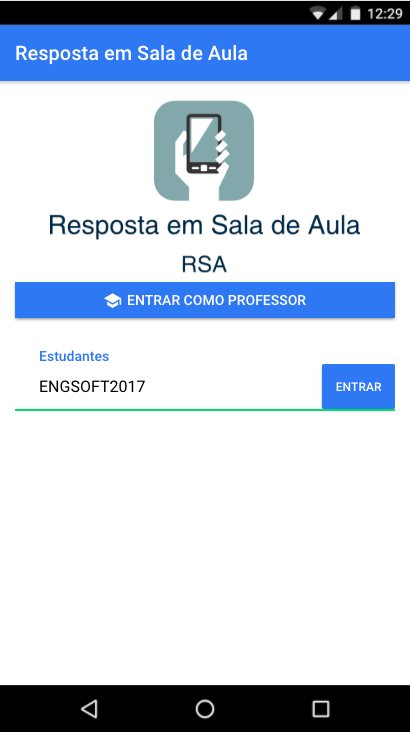 12:29
Resposta em Sala de Aula
Resposta em Sala de Aula
RSA
ENTRAR COMO PROFESSOR
Estudantes
ENGSOFT2017
ENTRAR